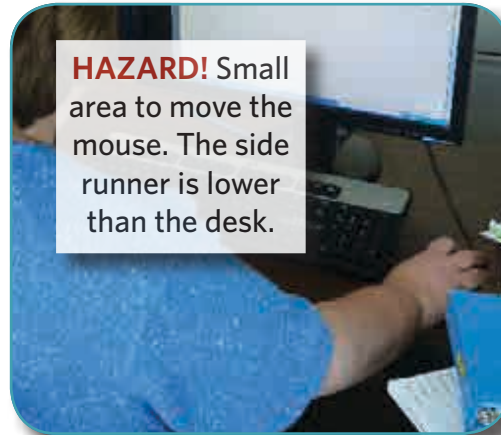 HAZARD! Small
area to move the
mouse. The side
runner is lower
than the desk.